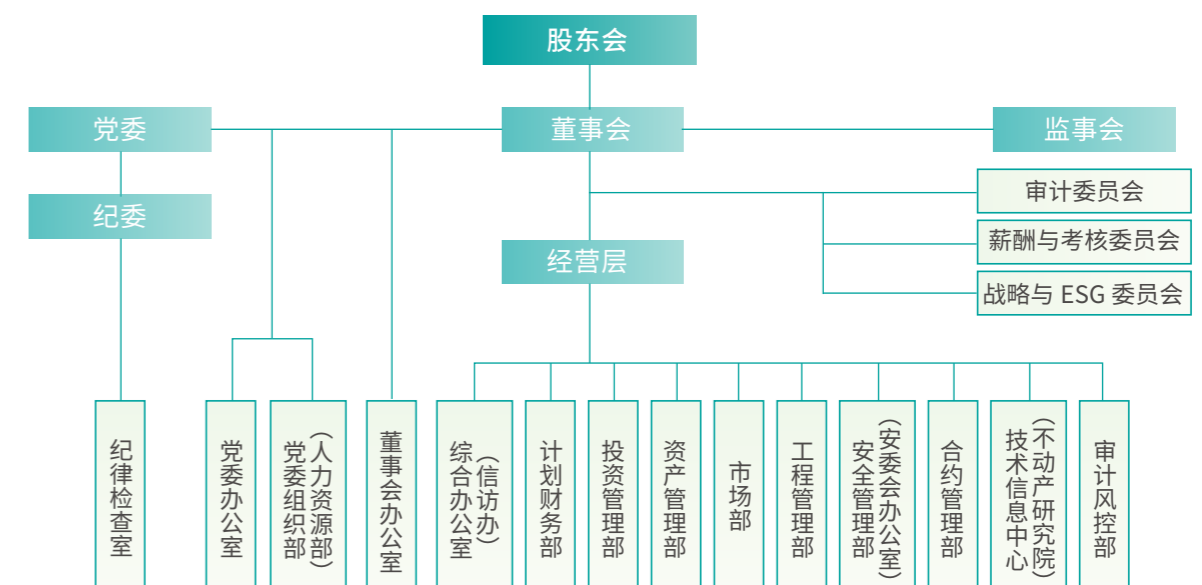 股东会
党委
董事会
监事会
纪委
审计委员会
薪酬与考核委员会
战略与 ESG 委员会
经营层
纪律检查室
党委办公室
党委组织部
（人力资源部）
董事会办公室
综合办公室
（信访办）
计划财务部
投资管理部
资产管理部
市场部
工程管理部
安全管理部
（安委会办公室）
合约管理部
技术信息中心
（不动产研究院）
审计风控部